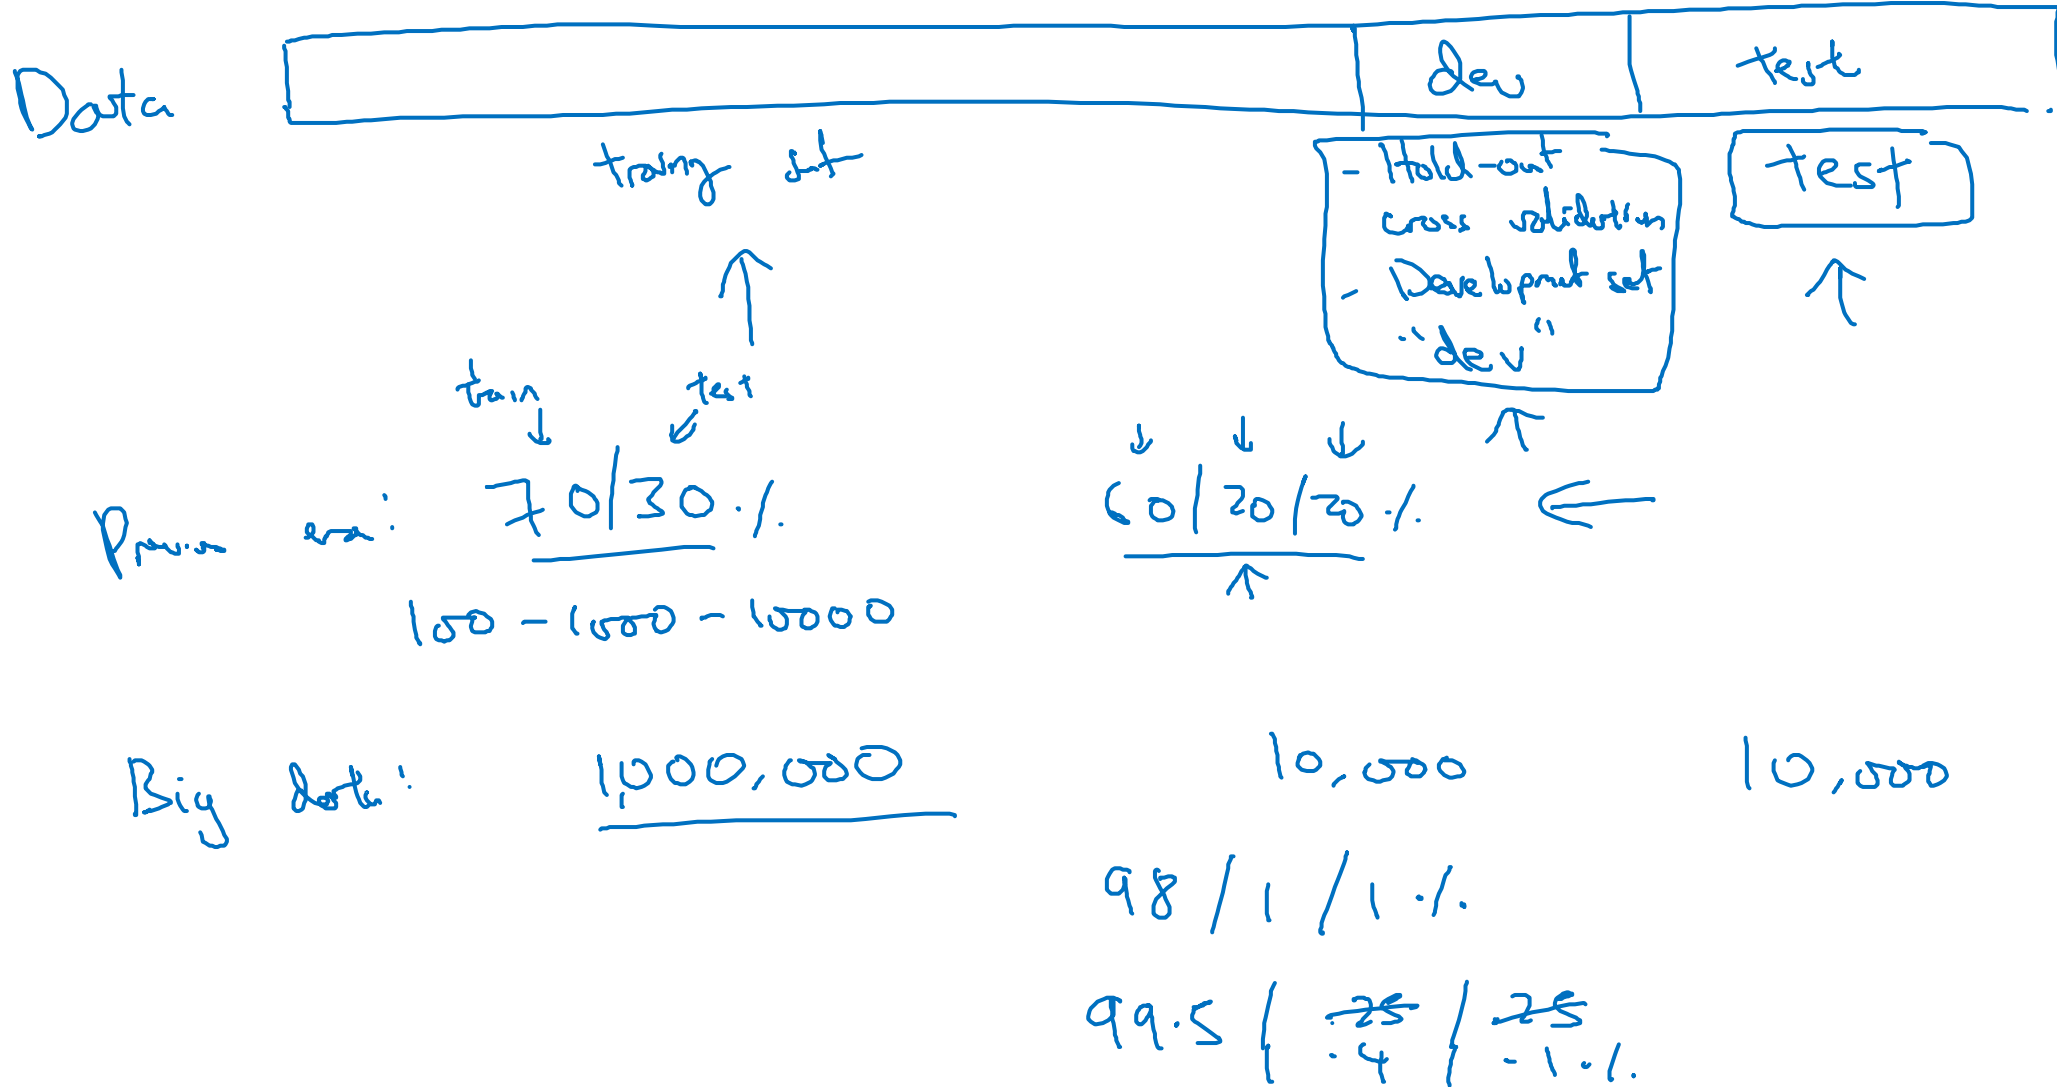 Data
dev
test
training set
- Hold-out
cross validation
- Development set
"dev"
test
train
test
Previous era:
70/30 %
60/20/20 %
100 - 1000 - 10000
Big data:
1,000,000
10,000
10,000
98 / 1 / 1 %
99.5 / .25 / .25
.4 .1 %